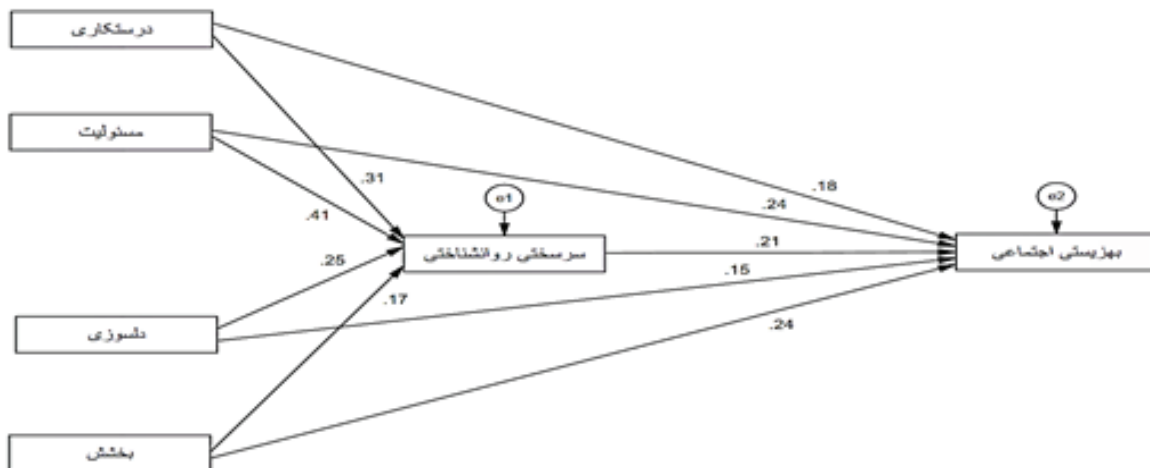 درستکاری
مسئولیت
.31
.18
.41
e1
.24
e2
سرسختی روانشناختی
.21
بهزیستی اجتماعی
.25
.15
.17
دلسوزی
.24
بخشش